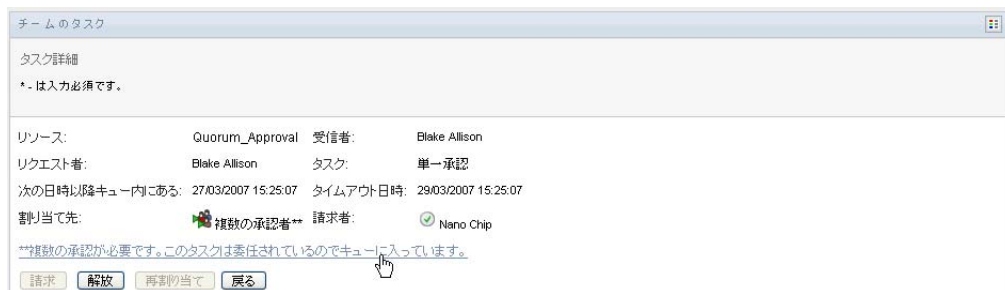 チームのタスク
タスク詳細
* - は入力必須です。
リソース: Quorum_Approval 受信者: Blake Allison
リクエスト者: Blake Allison タスク: 単一承認
次の日時以降キュー内にある: 27/03/2007 15:25:07 タイムアウト日時: 29/03/2007 15:25:07
割り当て先: 複数の承認者** 請求者: Nano Chip
**複数の承認が必要です。このタスクは委任されているのでキューに入っています。
請求 解放 再割り当て 戻る